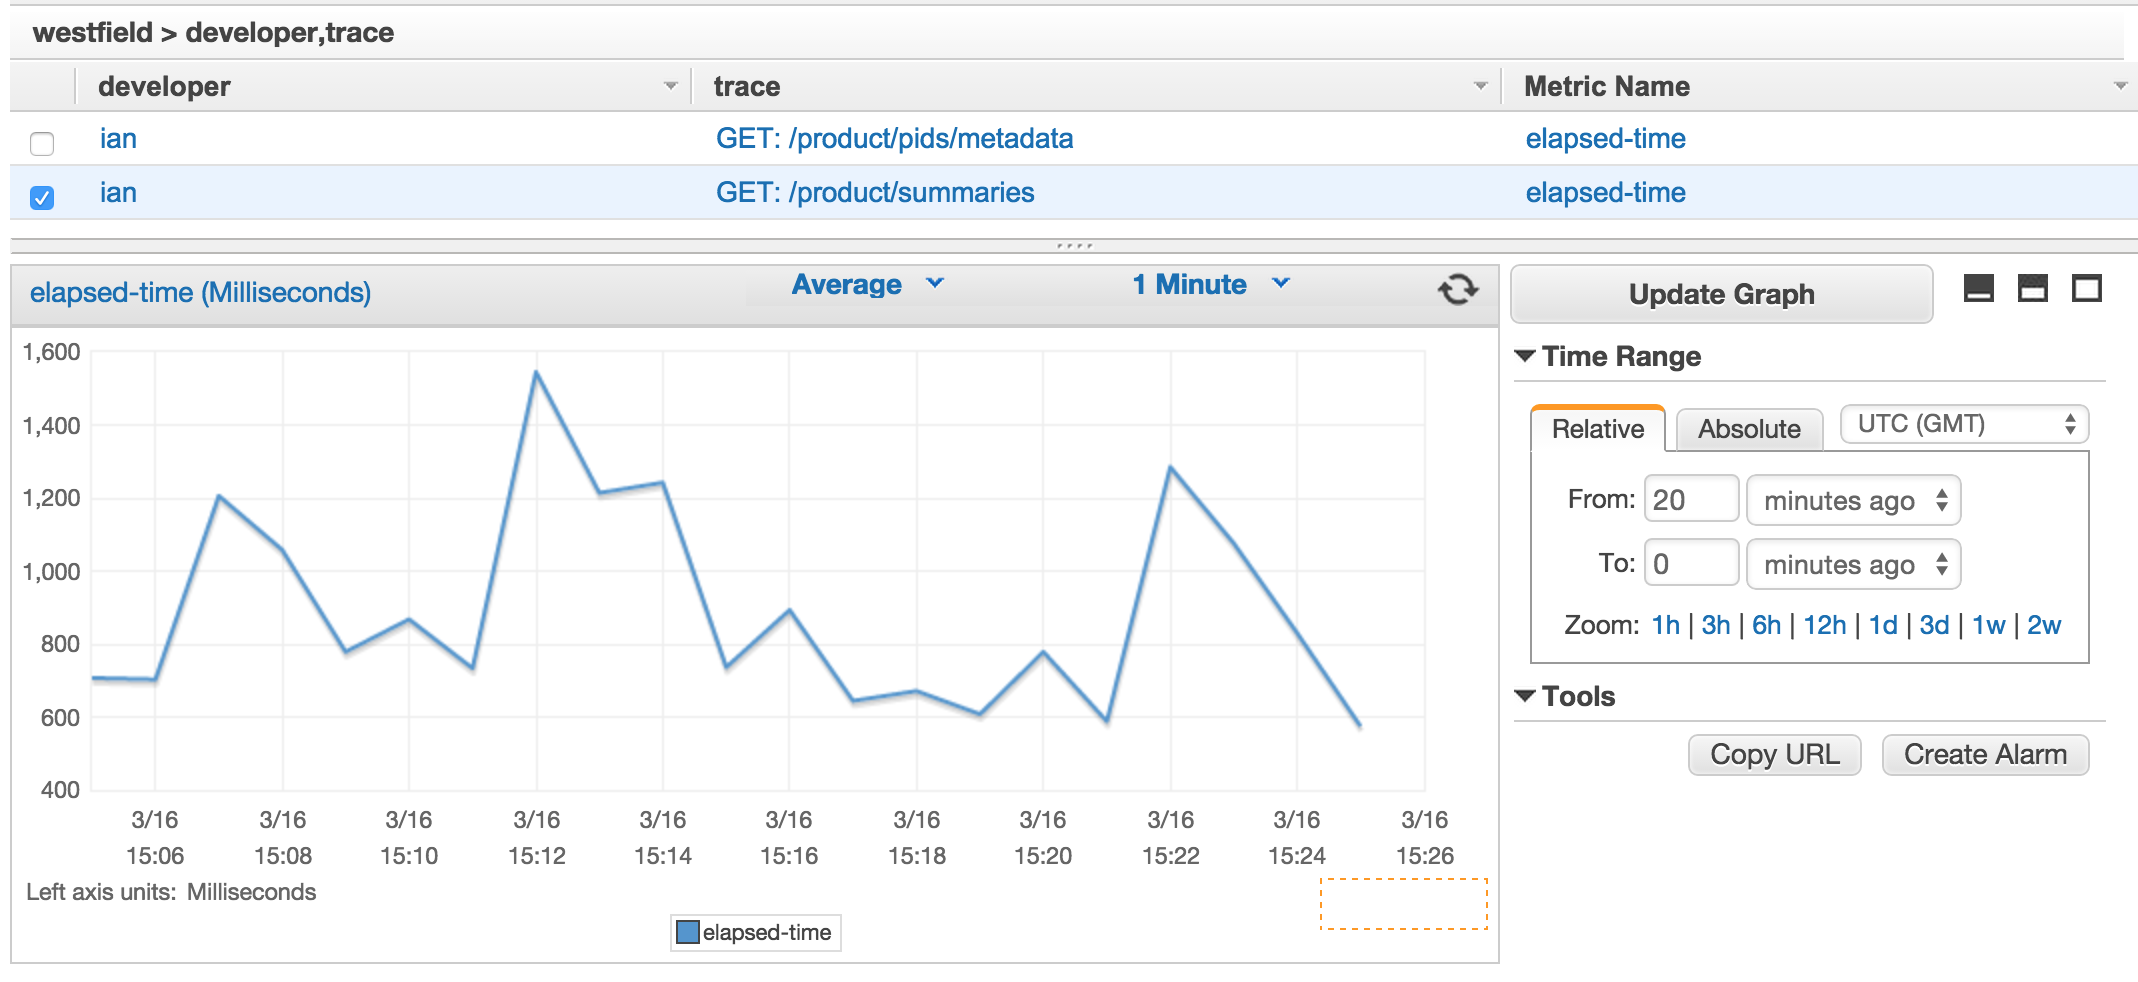 westfield > developer,trace
developer trace Metric Name
ian GET: /product/pids/metadata elapsed-time
ian GET: /product/summaries elapsed-time
elapsed-time (Milliseconds) Average 1 Minute
1,600
1,400
1,200
1,000
800
600
400
3/16 3/16 3/16 3/16 3/16 3/16 3/16 3/16 3/16 3/16 3/16
15:06 15:08 15:10 15:12 15:14 15:16 15:18 15:20 15:22 15:24 15:26
Left axis units: Milliseconds
elapsed-time
Update Graph
Time Range
Relative Absolute UTC (GMT)
From: 20 minutes ago
To: 0 minutes ago
Zoom: 1h | 3h | 6h | 12h | 1d | 3d | 1w | 2w
Tools
Copy URL Create Alarm